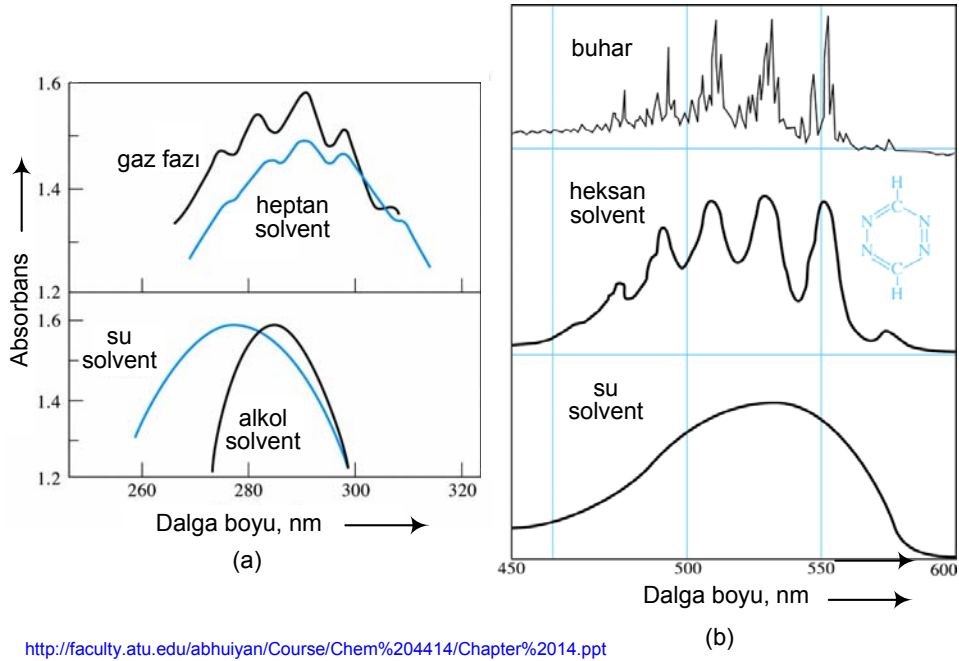 1.6
1.4
1.2
gaz fazı
heptan
solvent
1.6
1.4
1.2
su
solvent
alkol
solvent
Absorbans
260 280 300 320
Dalga boyu, nm
(a)
buhar
heksan
solvent
H
C
N N
N N
C
H
su
solvent
450 500 550 600
Dalga boyu, nm
(b)
http://faculty.atu.edu/abhuiyan/Course/Chem%204414/Chapter%2014.ppt